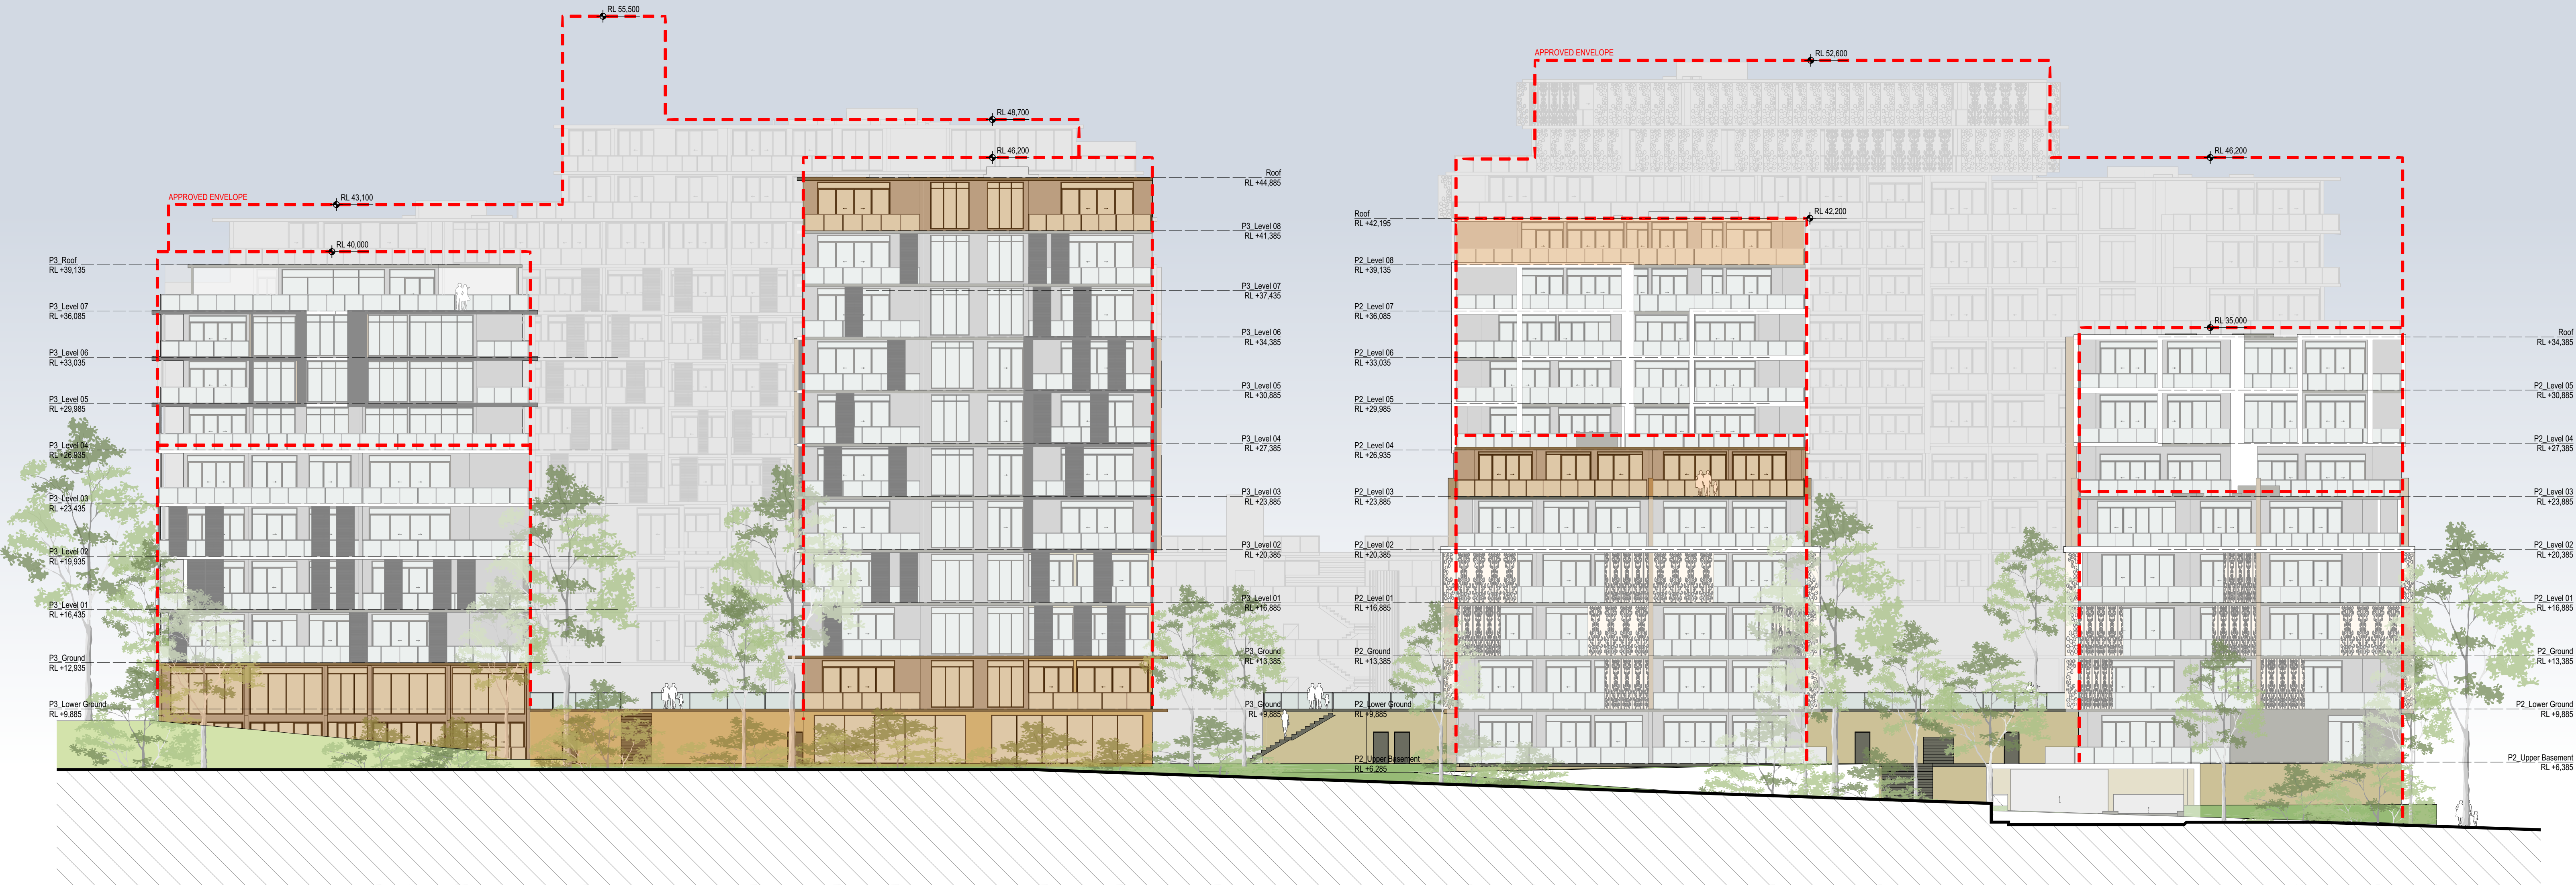 RL 55,500
APPROVED ENVELOPE
RL 52,600
RL 48,700
RL 46,200
RL 46,200
APPROVED ENVELOPE
RL 43,100
RL 40,000
RL 42,200
RL 35,000
P3_Roof
RL +39,135
P3_Level 07
RL +36,085
P3_Level 06
RL +33,035
P3_Level 05
RL +29,985
P3_Level 04
RL +26,935
P3_Level 03
RL +23,435
P3_Level 02
RL +19,935
P3_Level 01
RL +16,435
P3_Ground
RL +12,935
P3_Lower Ground
RL +9,885
Roof
RL +44,885
P3_Level 08
RL +41,385
P3_Level 07
RL +37,435
P3_Level 06
RL +34,385
P3_Level 05
RL +30,885
P3_Level 04
RL +27,385
P3_Level 03
RL +23,885
P3_Level 02
RL +20,385
P3_Level 01
RL +16,885
P3_Ground
RL +13,385
P3_Ground
RL +9,885
Roof
RL +42,195
P2_Level 08
RL +39,135
P2_Level 07
RL +36,085
P2_Level 06
RL +33,035
P2_Level 05
RL +29,985
P2_Level 04
RL +26,935
P2_Level 03
RL +23,885
P2_Level 02
RL +20,385
P2_Level 01
RL +16,885
P2_Ground
RL +13,385
P2_Lower Ground
RL +9,885
P2_Upper Basement
RL +6,285
Roof
RL +34,385
P2_Level 05
RL +30,885
P2_Level 04
RL +27,385
P2_Level 03
RL +23,885
P2_Level 02
RL +20,385
P2_Level 01
RL +16,885
P2_Ground
RL +13,385
P2_Lower Ground
RL +9,885
P2_Upper Basement
RL +6,385